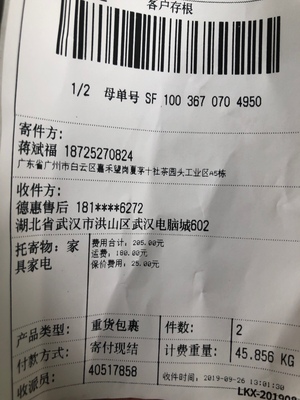 客户存根
1/2 母单号 SF 100 367 070 4950
寄件方:
蒋斌福 18725270824
广东省广州市白云区嘉禾望岗夏茅十社茶园头工业区A5栋
收件方:
德惠售后 181****6272
湖北省武汉市洪山区武汉电脑城602
托寄物: 家具家电
费用合计: 205.00元
运费: 180.00元
保价费用: 25.00元
产品类型: 重货包裹 件数: 2
付款方式: 寄付现结 计费重量: 45.856 KG
收派员: 40517858 收件时间: 2019-09-26 13:01:30
LKX-20190